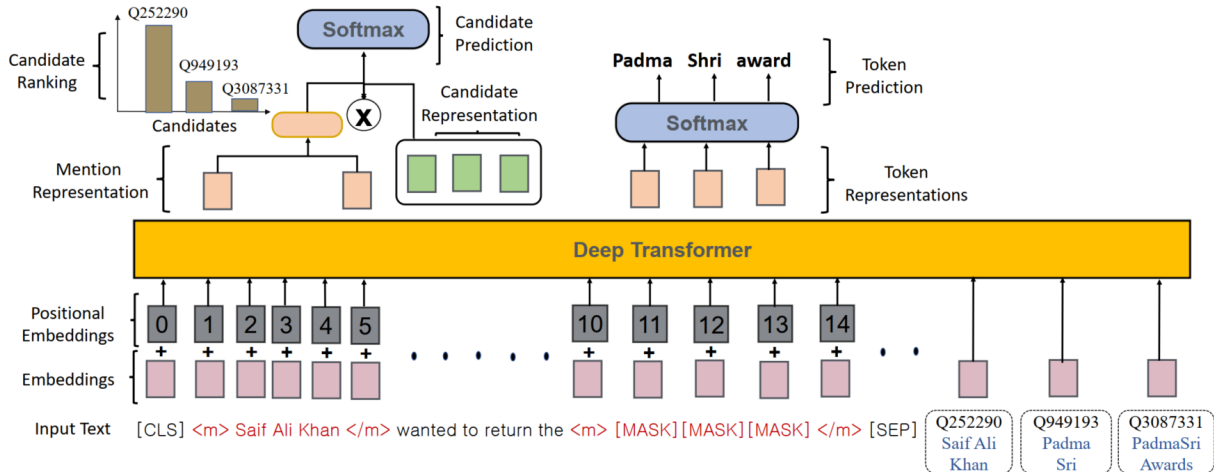 Q252290
Q949193
Q3087331
Candidate
Ranking
Candidates
Softmax
Candidate
Prediction
X
Candidate
Representation
Padma Shri award
Softmax
Token
Prediction
Mention
Representation
Token
Representations
Deep Transformer
Positional
Embeddings
0 1 2 3 4 5 10 11 12 13 14
+ + + + + + + + + + +
Embeddings
Input Text [CLS] <m> Saif Ali Khan </m> wanted to return the <m> [MASK][MASK][MASK] </m> [SEP]
Q252290
Saif Ali
Khan
Q949193
Padma
Sri
Q3087331
PadmaSri
Awards